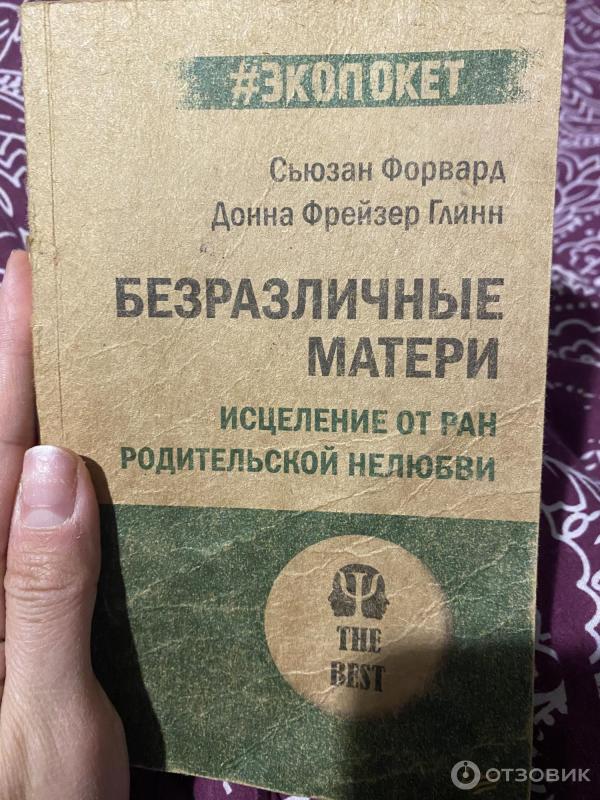 #ЭКОПОКЕТ
Сьюзан Форвард
Донна Фрейзер Глинн
БЕЗРАЗЛИЧНЫЕ
МАТЕРИ
ИСЦЕЛЕНИЕ ОТ РАН
РОДИТЕЛЬСКОЙ НЕЛЮБВИ
Ψ
THE
BEST
ОТЗОВИК